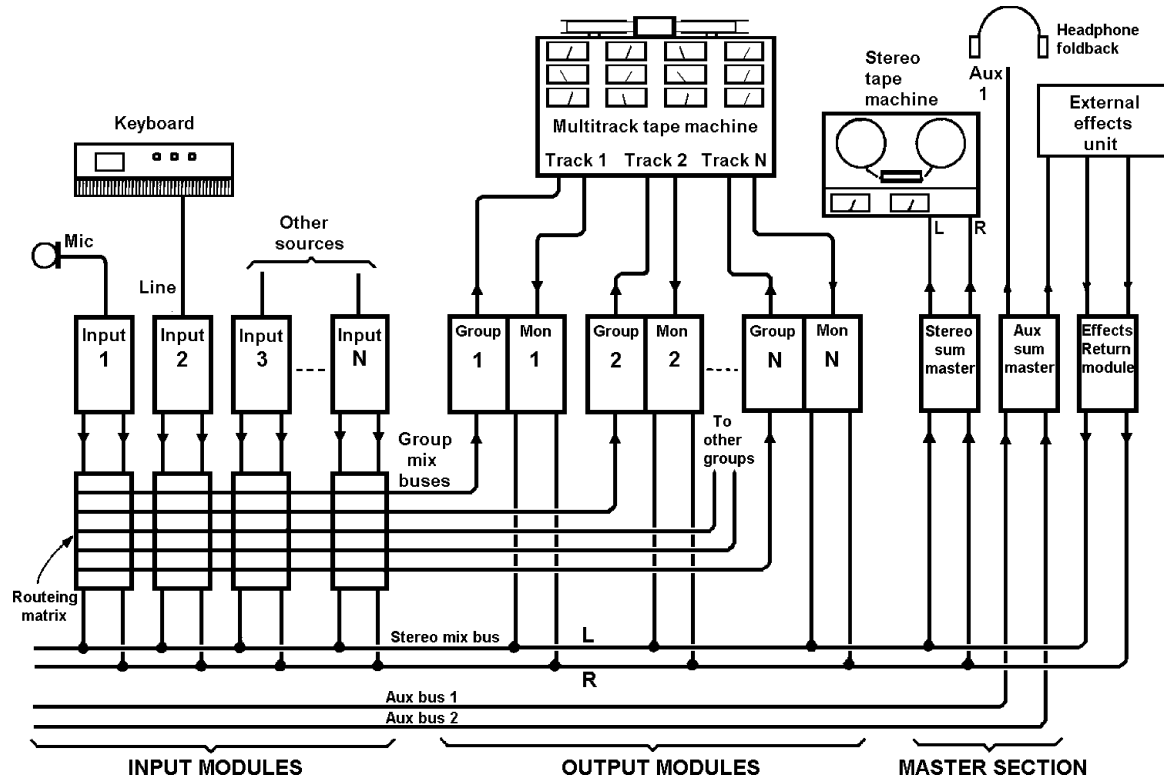 Headphone
foldback
Stereo
tape
machine
Aux
1
External
effects
unit
Multitrack tape machine
Track 1 Track 2 Track N
Keyboard
Other
sources
Mic
Line
L
R
Input
1
Input
2
Input
3
Input
N
Group
1
Mon
1
Group
2
Mon
2
Group
N
Mon
N
Stereo
sum
master
Aux
sum
master
Effects
Return
module
Group
mix
buses
To
other
groups
Routeing
matrix
Stereo mix bus
L
R
Aux bus 1
Aux bus 2
INPUT MODULES
OUTPUT MODULES
MASTER SECTION